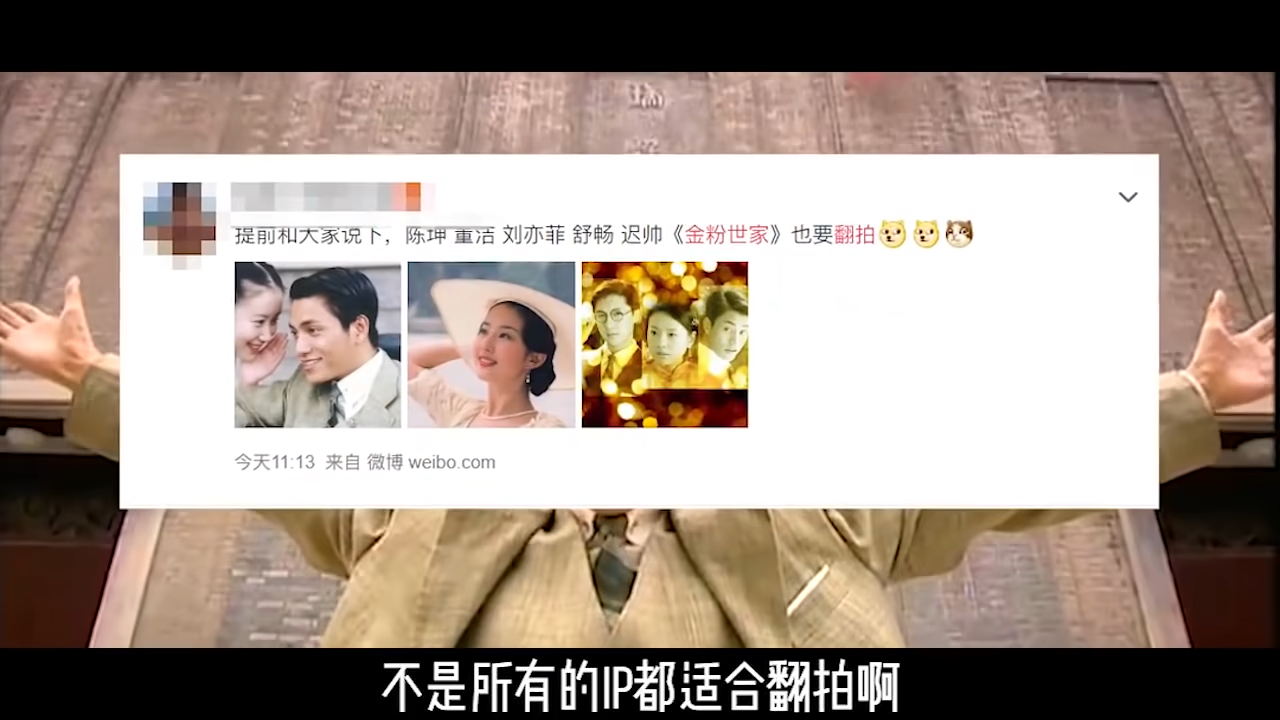 提前和大家说下，陈坤 董洁 刘亦菲 舒畅 迟帅《金粉世家》也要翻拍
今天11:13 来自 微博 weibo.com
不是所有的IP都适合翻拍啊